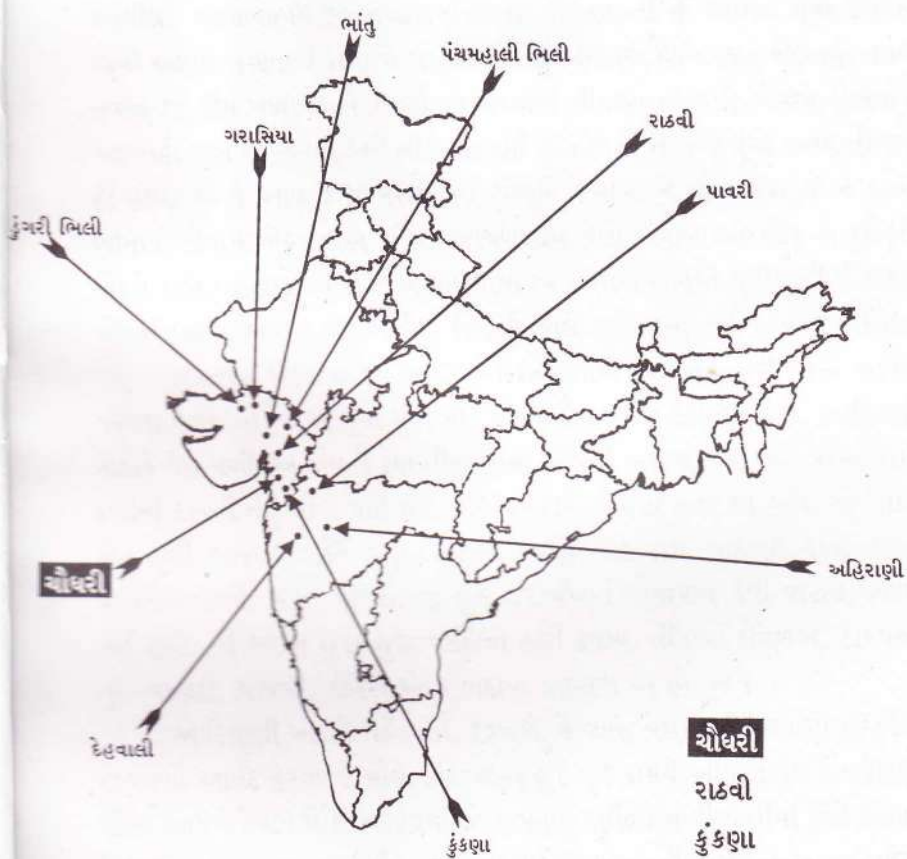 ભાંતુ
પંચમહાલી ભિલી
ગરાસિયા
રાઠવી
પાવરી
કુંગરી ભિલી
ચૌધરી
અહિરાણી
દેહવાલી
કુંકણા
ચૌધરી
રાઠવી
કુંકણા